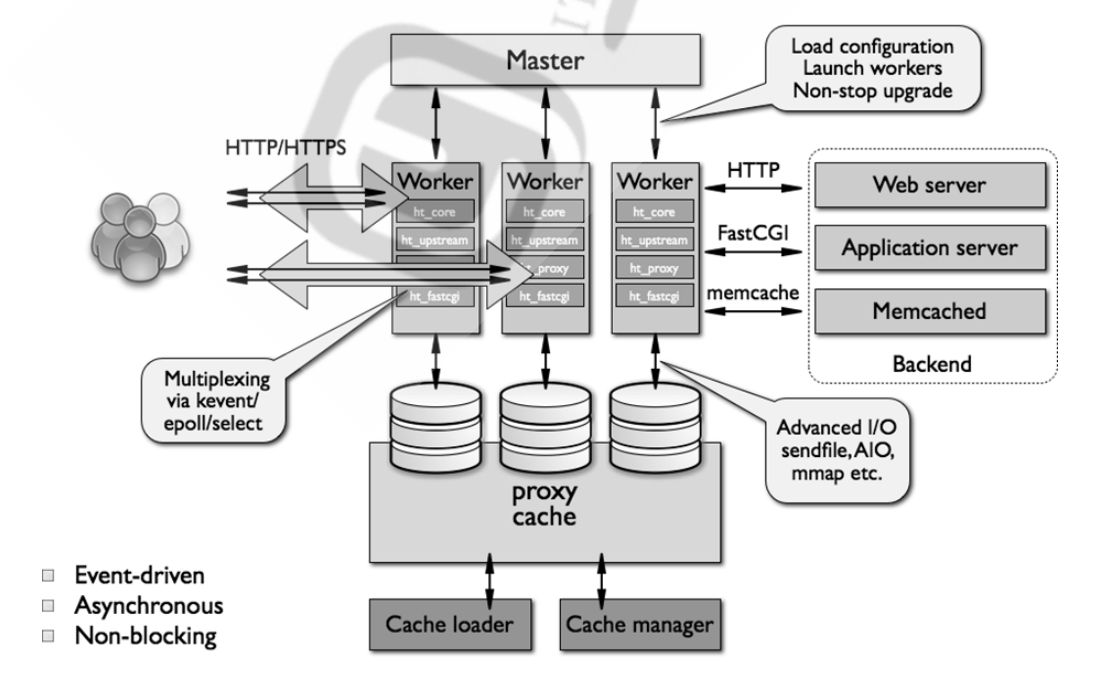 Master
Load configuration
Launch workers
Non-stop upgrade
HTTP/HTTPS
Worker
ht_core
ht_upstream
ht_fastcgi
Worker
ht_core
ht_upstream
ht_proxy
ht_fastcgi
Worker
ht_core
ht_upstream
ht_proxy
ht_fastcgi
HTTP
FastCGI
memcache
Web server
Application server
Memcached
Backend
Multiplexing
via kevent/
epoll/select
Advanced I/O
sendfile, AIO,
mmap etc.
proxy
cache
Cache loader
Cache manager
Event-driven
Asynchronous
Non-blocking